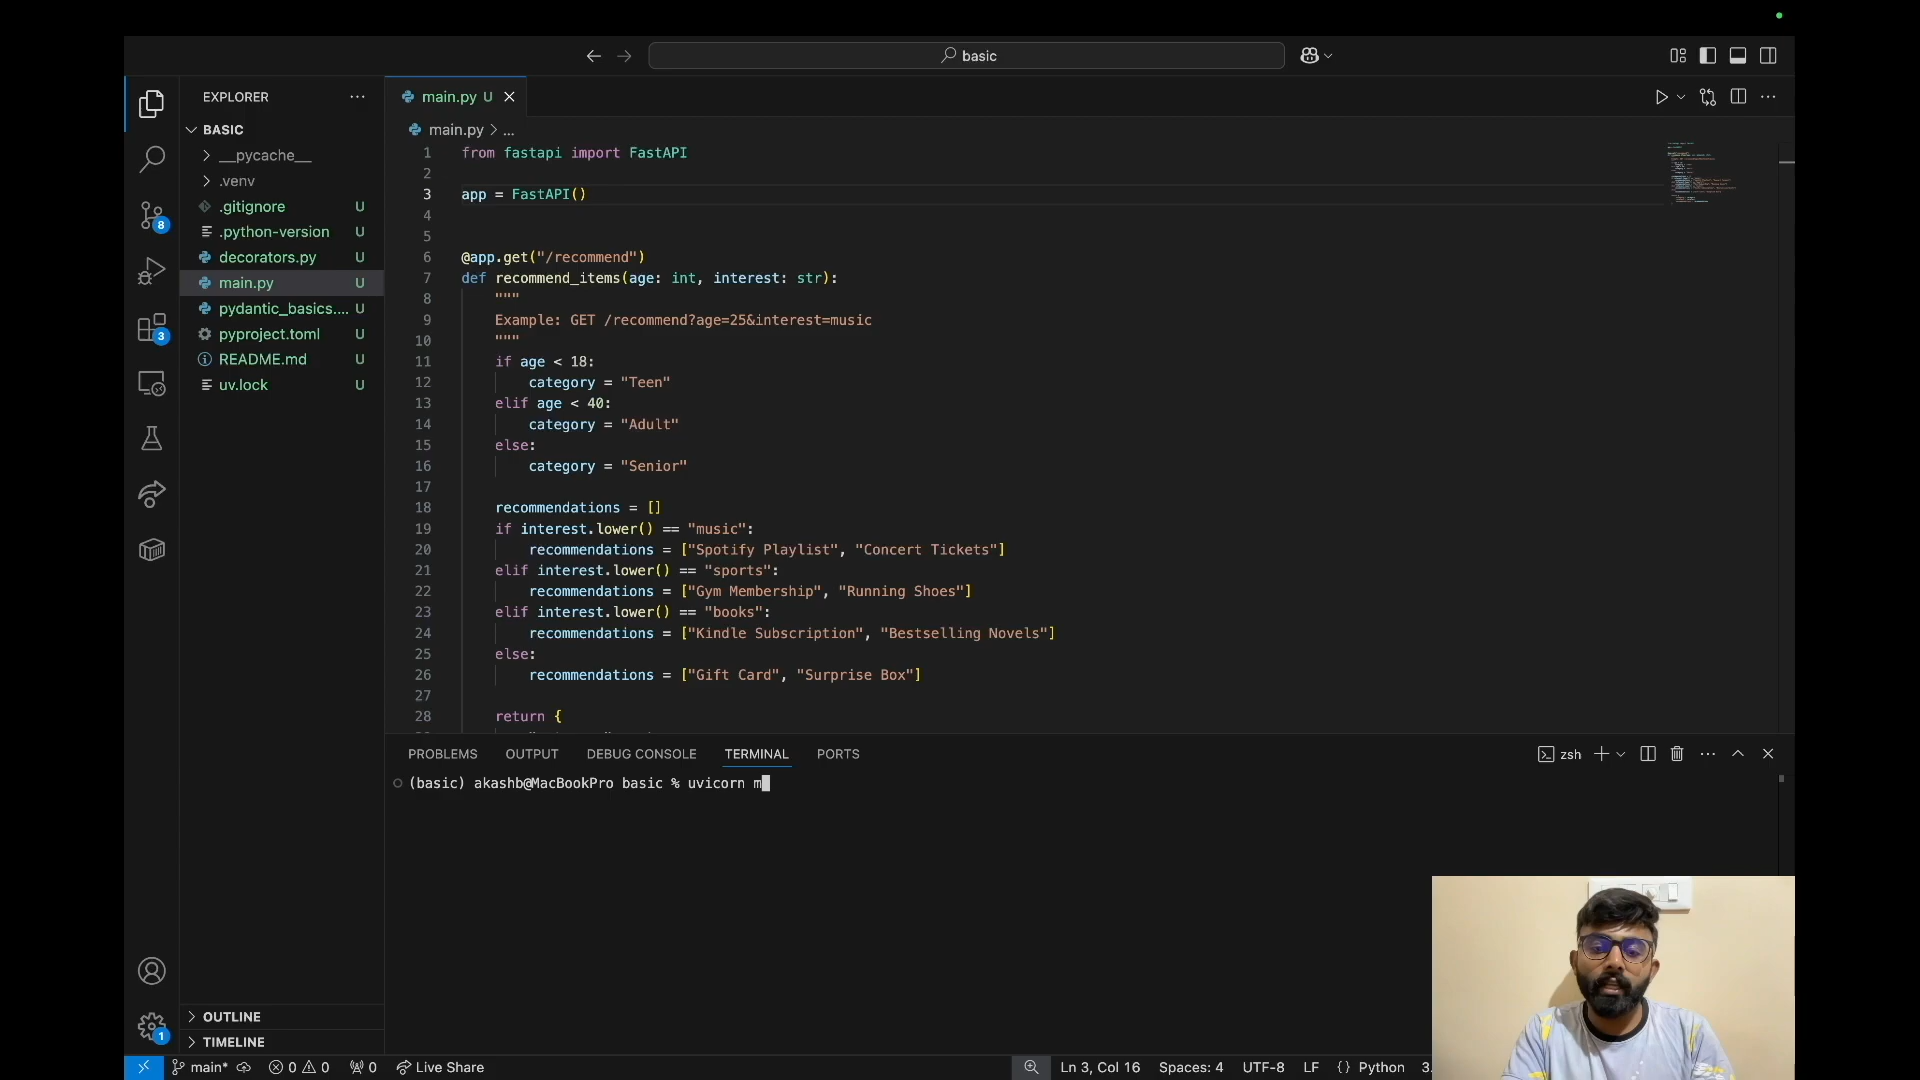 basic
EXPLORER
BASIC
__pycache__
.venv
.gitignore U
.python-version U
decorators.py U
main.py U
pydantic_basics.... U
pyproject.toml U
README.md U
uv.lock U
OUTLINE
TIMELINE
8
3
1
main.py U
main.py > ...
1 from fastapi import FastAPI
2
3 app = FastAPI()
4
5
6 @app.get("/recommend")
7 def recommend_items(age: int, interest: str):
8 """
9 Example: GET /recommend?age=25&interest=music
10 """
11 if age < 18:
12 category = "Teen"
13 elif age < 40:
14 category = "Adult"
15 else:
16 category = "Senior"
17
18 recommendations = []
19 if interest.lower() == "music":
20 recommendations = ["Spotify Playlist", "Concert Tickets"]
21 elif interest.lower() == "sports":
22 recommendations = ["Gym Membership", "Running Shoes"]
23 elif interest.lower() == "books":
24 recommendations = ["Kindle Subscription", "Bestselling Novels"]
25 else:
26 recommendations = ["Gift Card", "Surprise Box"]
27
28 return {
PROBLEMS OUTPUT DEBUG CONSOLE TERMINAL PORTS zsh
(basic) akashb@MacBookPro basic % uvicorn m
main* 0 0 0 Live Share Ln 3, Col 16 Spaces: 4 UTF-8 LF {} Python 3.